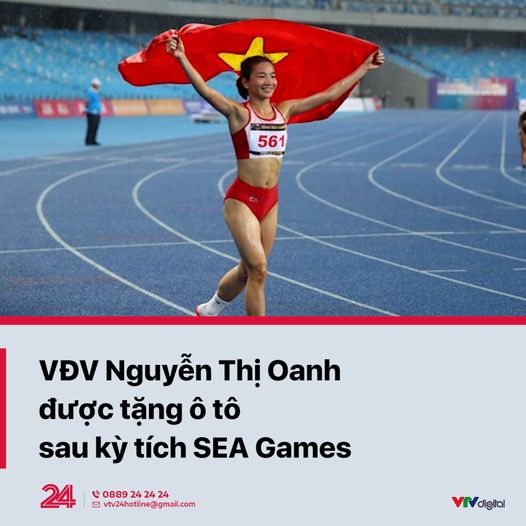 561
VĐV Nguyễn Thị Oanh
được tặng ô tô
sau kỳ tích SEA Games
24
0889 24 24 24
vtv24hotline@gmail.com
VTVdigital